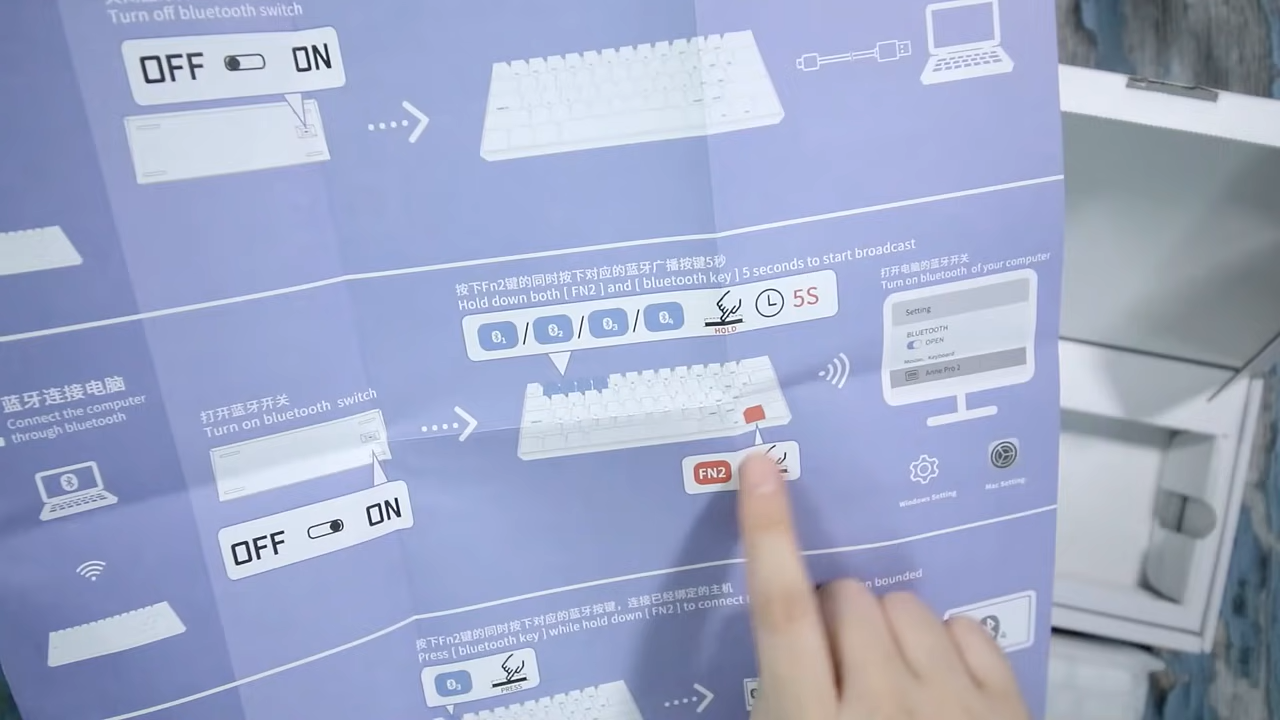 Turn off bluetooth switch
OFF ON
按下Fn2键的同时按下对应的蓝牙广播按键5秒
Hold down both [ FN2 ] and [ bluetooth key ] 5 seconds to start broadcast
1 / 2 / 3 / 4 HOLD 5S
打开电脑的蓝牙开关
Turn on bluetooth of your computer
Setting
BLUETOOTH
OPEN
Keyboard
Anne Pro 2
蓝牙连接电脑
Connect the computer
through bluetooth
打开蓝牙开关
Turn on bluetooth switch
OFF ON
FN2
Windows Setting
Mac Setting
按下Fn2键的同时按下对应的蓝牙按键，连接已经绑定的主机
Press [ bluetooth key ] while hold down [ FN2 ] to connect
bounded
3 PRESS